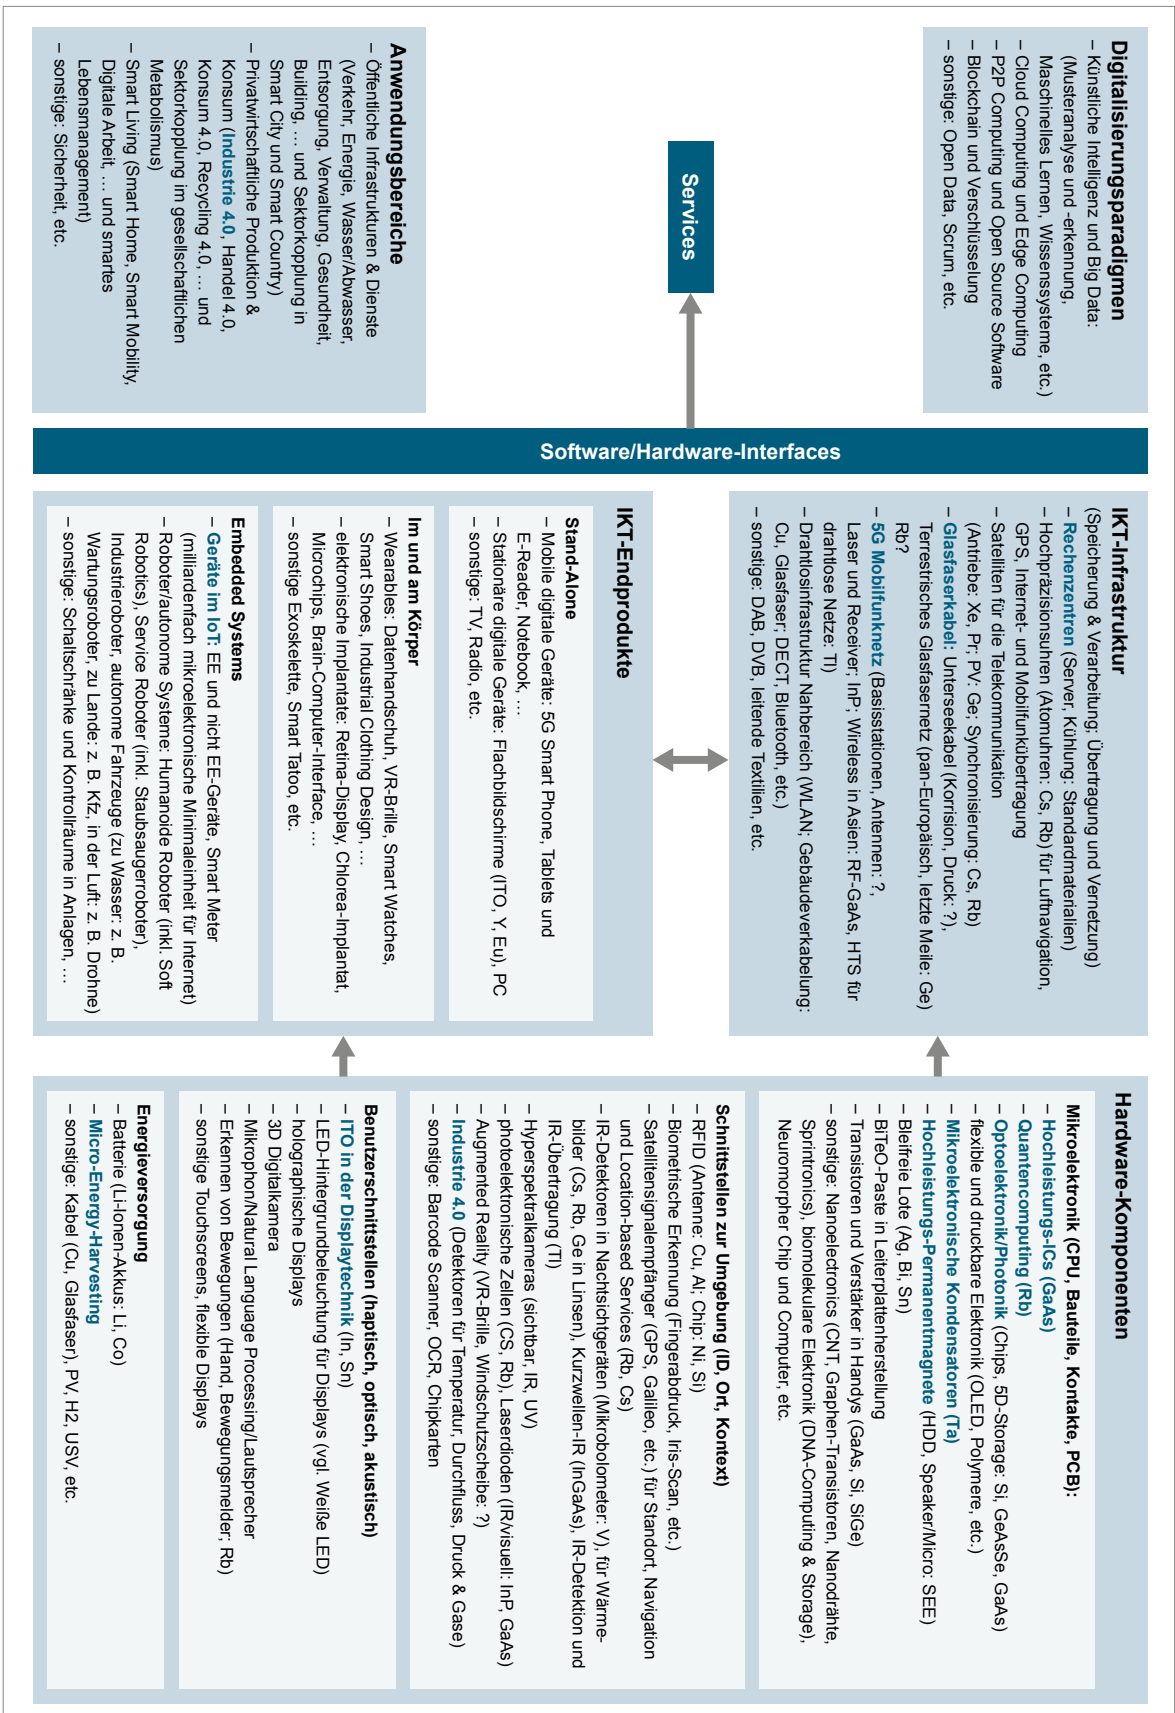 Digitalisierungsparadigmen
– Künstliche Intelligenz und Big Data:
(Musteranalyse und -erkennung,
Maschinelles Lernen, Wissenssysteme, etc.)
– Cloud Computing und Edge Computing
– P2P Computing und Open Source Software
– Blockchain und Verschlüsselung
– sonstige: Open Data, Scrum, etc.
Services
Anwendungsbereiche
– Öffentliche Infrastrukturen & Dienste
(Verkehr, Energie, Wasser/Abwasser,
Entsorgung, Verwaltung, Gesundheit,
Building, … und Sektorkopplung in
Smart City und Smart Country)
– Privatwirtschaftliche Produktion &
Konsum (Industrie 4.0, Handel 4.0,
Konsum 4.0, Recycling 4.0, … und
Sektorkopplung im gesellschaftlichen
Metabolismus)
– Smart Living (Smart Home, Smart Mobility,
Digitale Arbeit, … und smartes
Lebensmanagement)
– sonstige: Sicherheit, etc.
Software/Hardware-Interfaces
IKT-Infrastruktur
(Speicherung & Verarbeitung; Übertragung und Vernetzung)
– Rechenzentren (Server, Kühlung: Standardmaterialien)
– Hochpräzisionsuhren (Atomuhren: Cs, Rb) für Luftnavigation,
GPS, Internet- und Mobilfunkübertragung
– Satelliten für die Telekommunikation
(Antriebe: Xe, Pr; PV: Ge; Synchronisierung: Cs, Rb)
– Glasfaserkabel: Unterseekabel (Korrision, Druck: ?),
Terrestrisches Glasfasernetz (pan-Europäisch, letzte Meile: Ge)
Rb?
– 5G Mobilfunknetz (Basisstationen, Antennen: ?,
Laser und Receiver; InP; Wireless in Asien: RF-GaAs, HTS für
drahtlose Netze: Tl)
– Drahtlosinfrastruktur Nahbereich (WLAN; Gebäudeverkabelung:
Cu, Glasfaser; DECT, Bluetooth, etc.)
– sonstige: DAB, DVB, leitende Textilien, etc.
IKT-Endprodukte
Stand-Alone
– Mobile digitale Geräte: 5G Smart Phone, Tablets und
E-Reader, Notebook, …
– Stationäre digitale Geräte: Flachbildschirme (ITO, Y, Eu), PC
– sonstige: TV, Radio, etc.
Im und am Körper
– Wearables: Datenhandschuh, VR-Brille, Smart Watches,
Smart Shoes, Industrial Clothing Design, …
– elektronische Implantate: Retina-Display, Chlorea-Implantat,
Microchips, Brain-Computer-Interface, …
– sonstige Exoskelette, Smart Tatoo, etc.
Embedded Systems
– Geräte im IoT: EE und nicht EE-Geräte, Smart Meter
(milliardenfach mikroelektronische Minimaleinheit für Internet)
– Roboter/autonome Systeme: Humanoide Roboter (inkl. Soft
Robotics), Service Roboter (inkl. Staubsaugerroboter),
Industrieroboter, autonome Fahrzeuge (zu Wasser: z. B.
Wartungsroboter, zu Lande: z. B. Kfz, in der Luft: z. B. Drohne)
– sonstige: Schaltschränke und Kontrollräume in Anlagen, …
Hardware-Komponenten
Mikroelektronik (CPU, Bauteile, Kontakte, PCB):
– Hochleistungs-ICs (GaAs)
– Quantencomputing (Rb)
– Optoelektronik/Photonik (Chips, 5D-Storage: Si, GeAsSe, GaAs)
– flexible und druckbare Elektronik (OLED, Polymere, etc.)
– Mikroelektronische Kondensatoren (Ta)
– Hochleistungs-Permanentmagnete (HDD, Speaker/Micro: SEE)
– Bleifreie Lote (Ag, Bi, Sn)
– BiTeO-Paste in Leiterplattenherstellung
– Transistoren und Verstärker in Handys (GaAs, Si, SiGe)
– sonstige: Nanoelectronics (CNT, Graphen-Transistoren, Nanodrähte,
Sprintronics), biomolekulare Elektronik (DNA-Computing & Storage),
Neuromorpher Chip und Computer, etc.
Schnittstellen zur Umgebung (ID, Ort, Kontext)
– RFID (Antenne: Cu, Al; Chip: Ni, Si)
– Biometrische Erkennung (Fingerabdruck, Iris-Scan, etc.)
– Satellitensignalempfänger (GPS, Galileo, etc.) für Standort, Navigation
und Location-based Services (Rb, Cs)
– IR-Detektoren in Nachtsichtgeräten (Mikrobolometer: V), für Wärme-
bilder (Cs, Rb, Ge in Linsen), Kurzwellen-IR (InGaAs), IR-Detektion und
IR-Übertragung (Tl)
– Hyperspektralkameras (sichtbar, IR, UV)
– photoelektronische Zellen (CS, Rb), Laserdioden (IR/visuell: InP, GaAs)
– Augmented Reality (VR-Brille, Windschutzscheibe: ?)
– Industrie 4.0 (Detektoren für Temperatur, Durchfluss, Druck & Gase)
– sonstige: Barcode Scanner, OCR, Chipkarten
Benutzerschnittstellen (haptisch, optisch, akustisch)
– ITO in der Displaytechnik (In, Sn)
– LED-Hintergrundbeleuchtung für Displays (vgl. Weiße LED)
– holographische Displays
– 3D Digitalkamera
– Mikrophon/Natural Language Processing/Lautsprecher
– Erkennen von Bewegungen (Hand, Bewegungsmelder; Rb)
– sonstige Touchscreens, flexible Displays
Energieversorgung
– Batterie (Li-Ionen-Akkus: Li, Co)
– Micro-Energy-Harvesting
– sonstige: Kabel (Cu, Glasfaser), PV, H2, USV, etc.